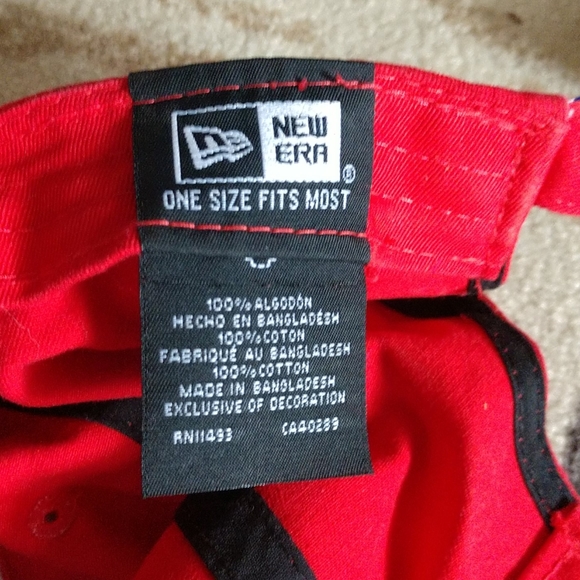 NEW
ERA®
ONE SIZE FITS MOST
100% ALGODÓN
HECHO EN BANGLADÉSH
100% COTON
FABRIQUÉ AU BANGLADESH
100% COTTON
MADE IN BANGLADESH
EXCLUSIVE OF DECORATION
RN11493 CA40289